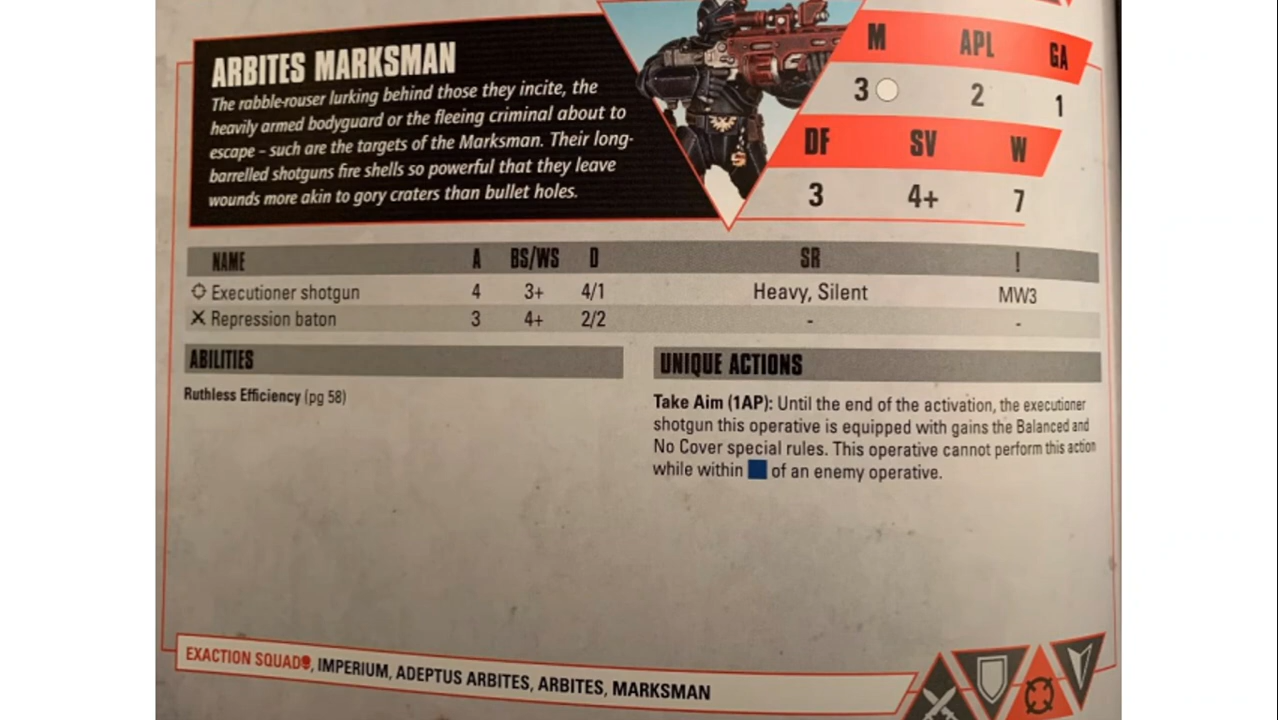 ARBITES MARKSMAN
The rabble-rouser lurking behind those they incite, the
heavily armed bodyguard or the fleeing criminal about to
escape – such are the targets of the Marksman. Their long-
barrelled shotguns fire shells so powerful that they leave
wounds more akin to gory craters than bullet holes.
M APL GA
3 2 1
DF SV W
3 4+ 7
NAME A BS/WS D SR !
Executioner shotgun 4 3+ 4/1 Heavy, Silent MW3
Repression baton 3 4+ 2/2 - -
ABILITIES
Ruthless Efficiency (pg 58)
UNIQUE ACTIONS
Take Aim (1AP): Until the end of the activation, the executioner
shotgun this operative is equipped with gains the Balanced and
No Cover special rules. This operative cannot perform this action
while within of an enemy operative.
EXACTION SQUAD, IMPERIUM, ADEPTUS ARBITES, ARBITES, MARKSMAN